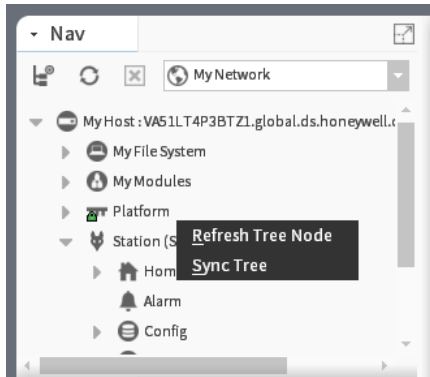 Nav
My Network
My Host : VA51LT4P3BTZ1.global.ds.honeywell.c
My File System
My Modules
Platform
Station (S
Refresh Tree Node
Hom
Sync Tree
Alarm
Config